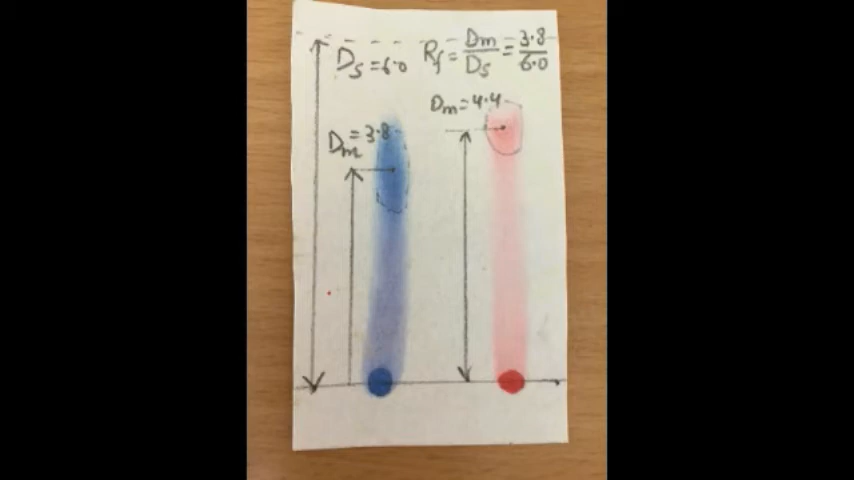 Ds = 6.0 Rf = Dm/Ds = 3.8/6.0
Dm = 4.4
Dm = 3.8